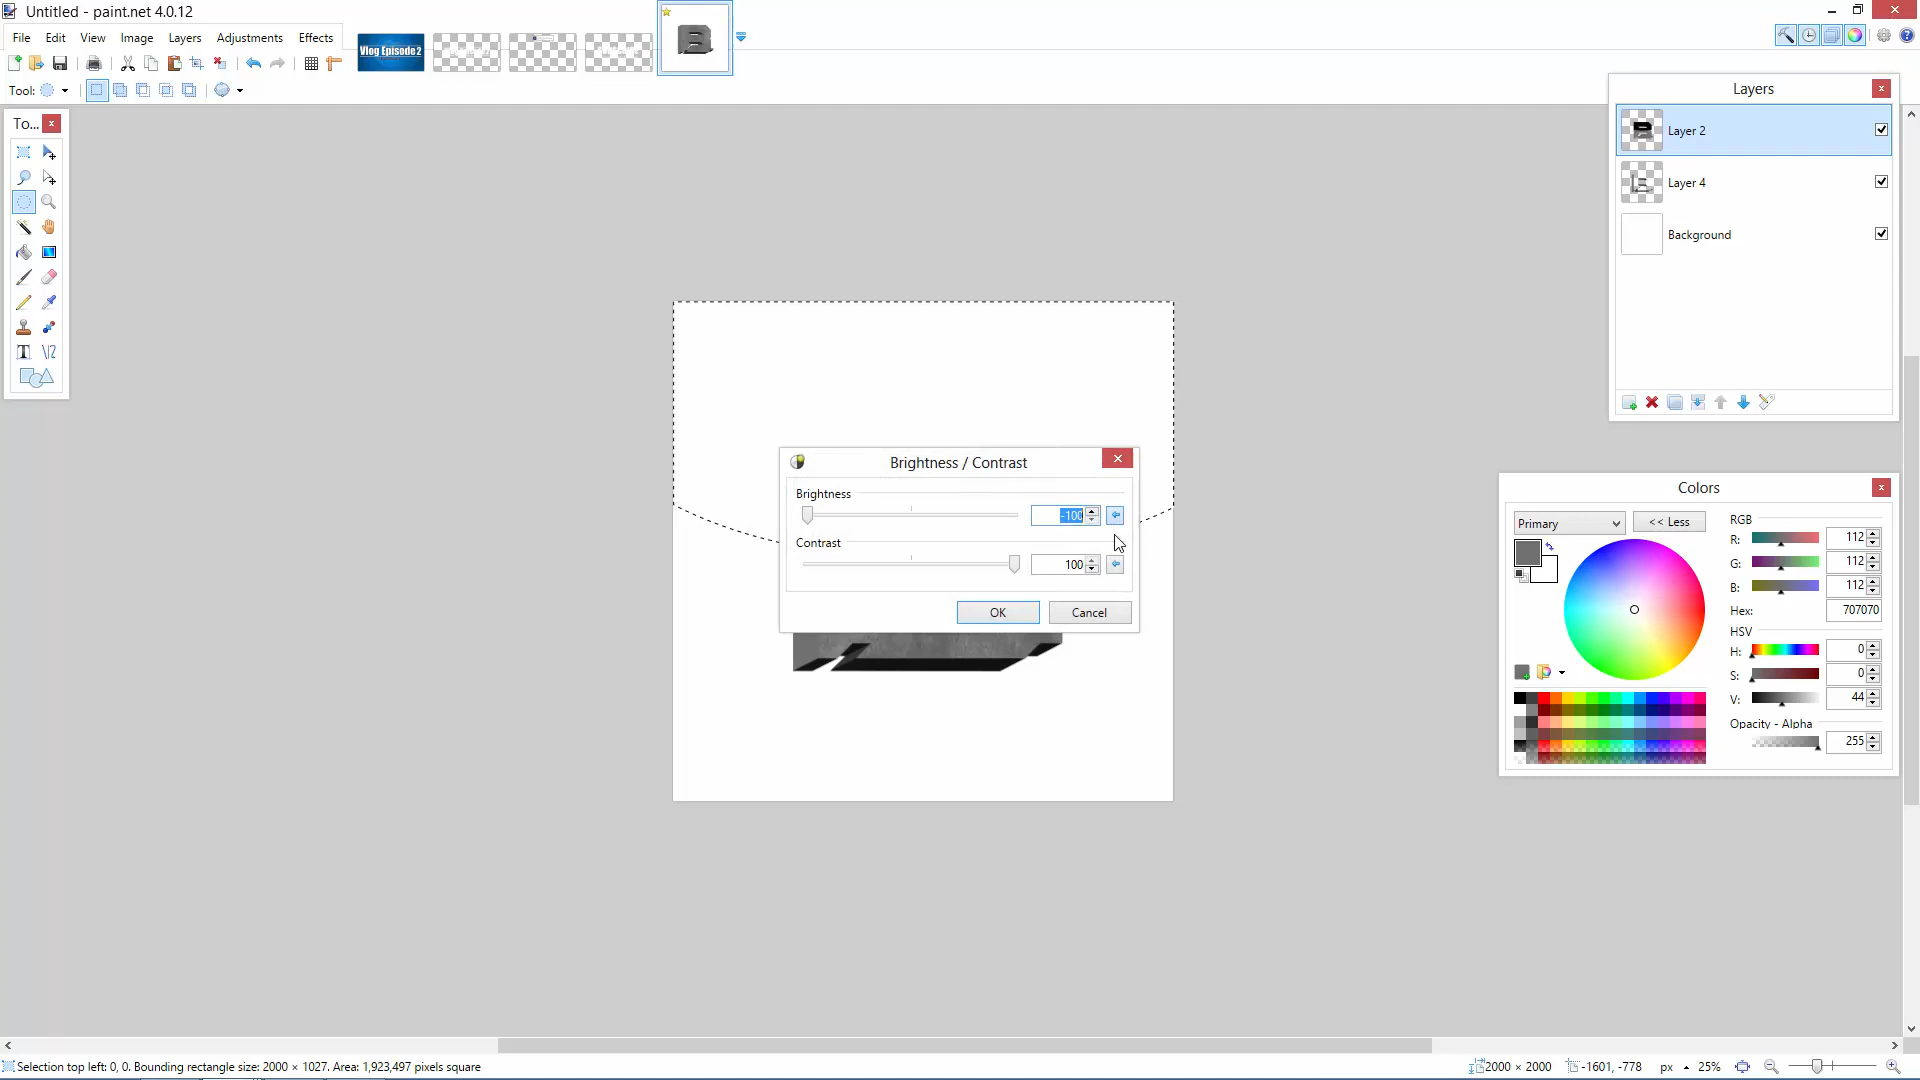 Untitled - paint.net 4.0.12
File Edit View Image Layers Adjustments Effects
Vlog Episode2
Tool:
To...
Layers
Layer 2
Layer 4
Background
Brightness / Contrast
Brightness
-100
Contrast
100
OK Cancel
Colors
Primary << Less
RGB
R: 112
G: 112
B: 112
Hex: 707070
HSV
H: 0
S: 0
V: 44
Opacity - Alpha
255
Selection top left: 0, 0. Bounding rectangle size: 2000 × 1027. Area: 1,923,497 pixels square
2000 × 2000 -1601, -778 px 25%